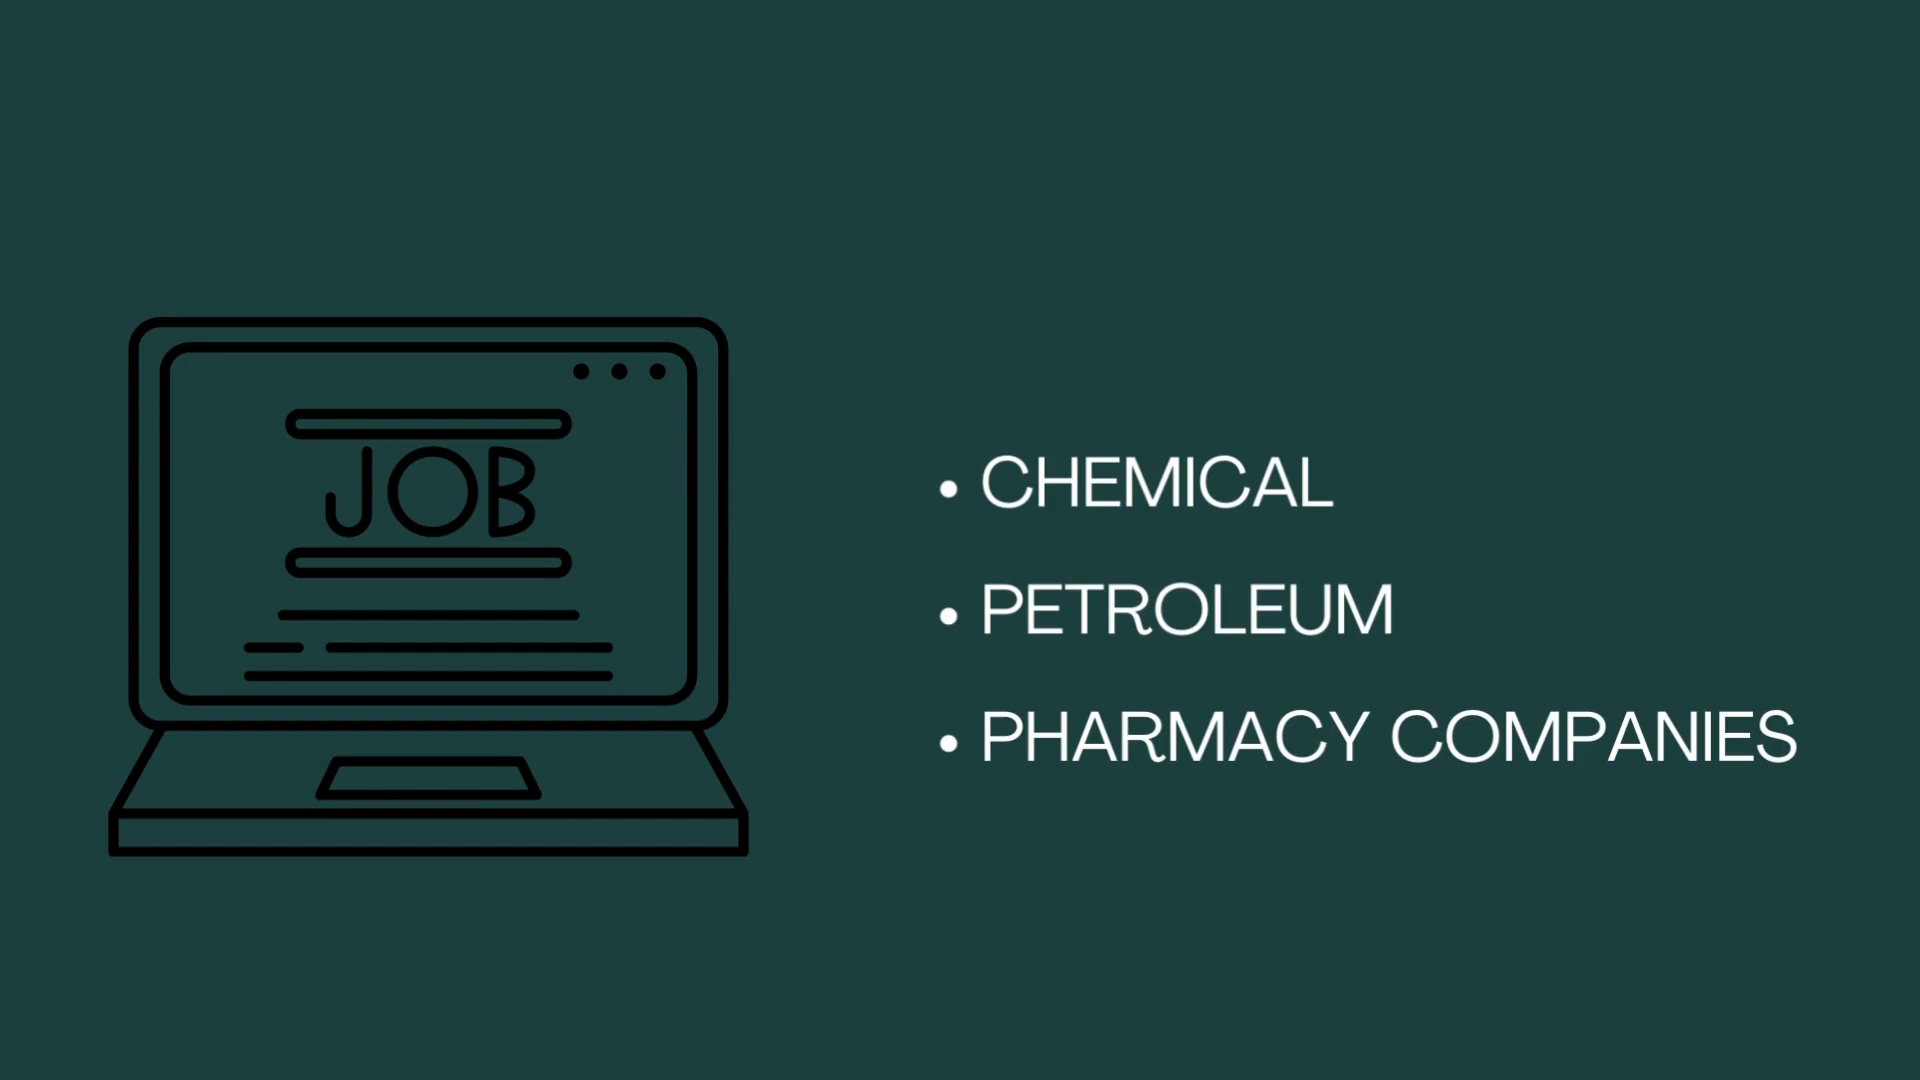 JOB
• CHEMICAL
• PETROLEUM
• PHARMACY COMPANIES